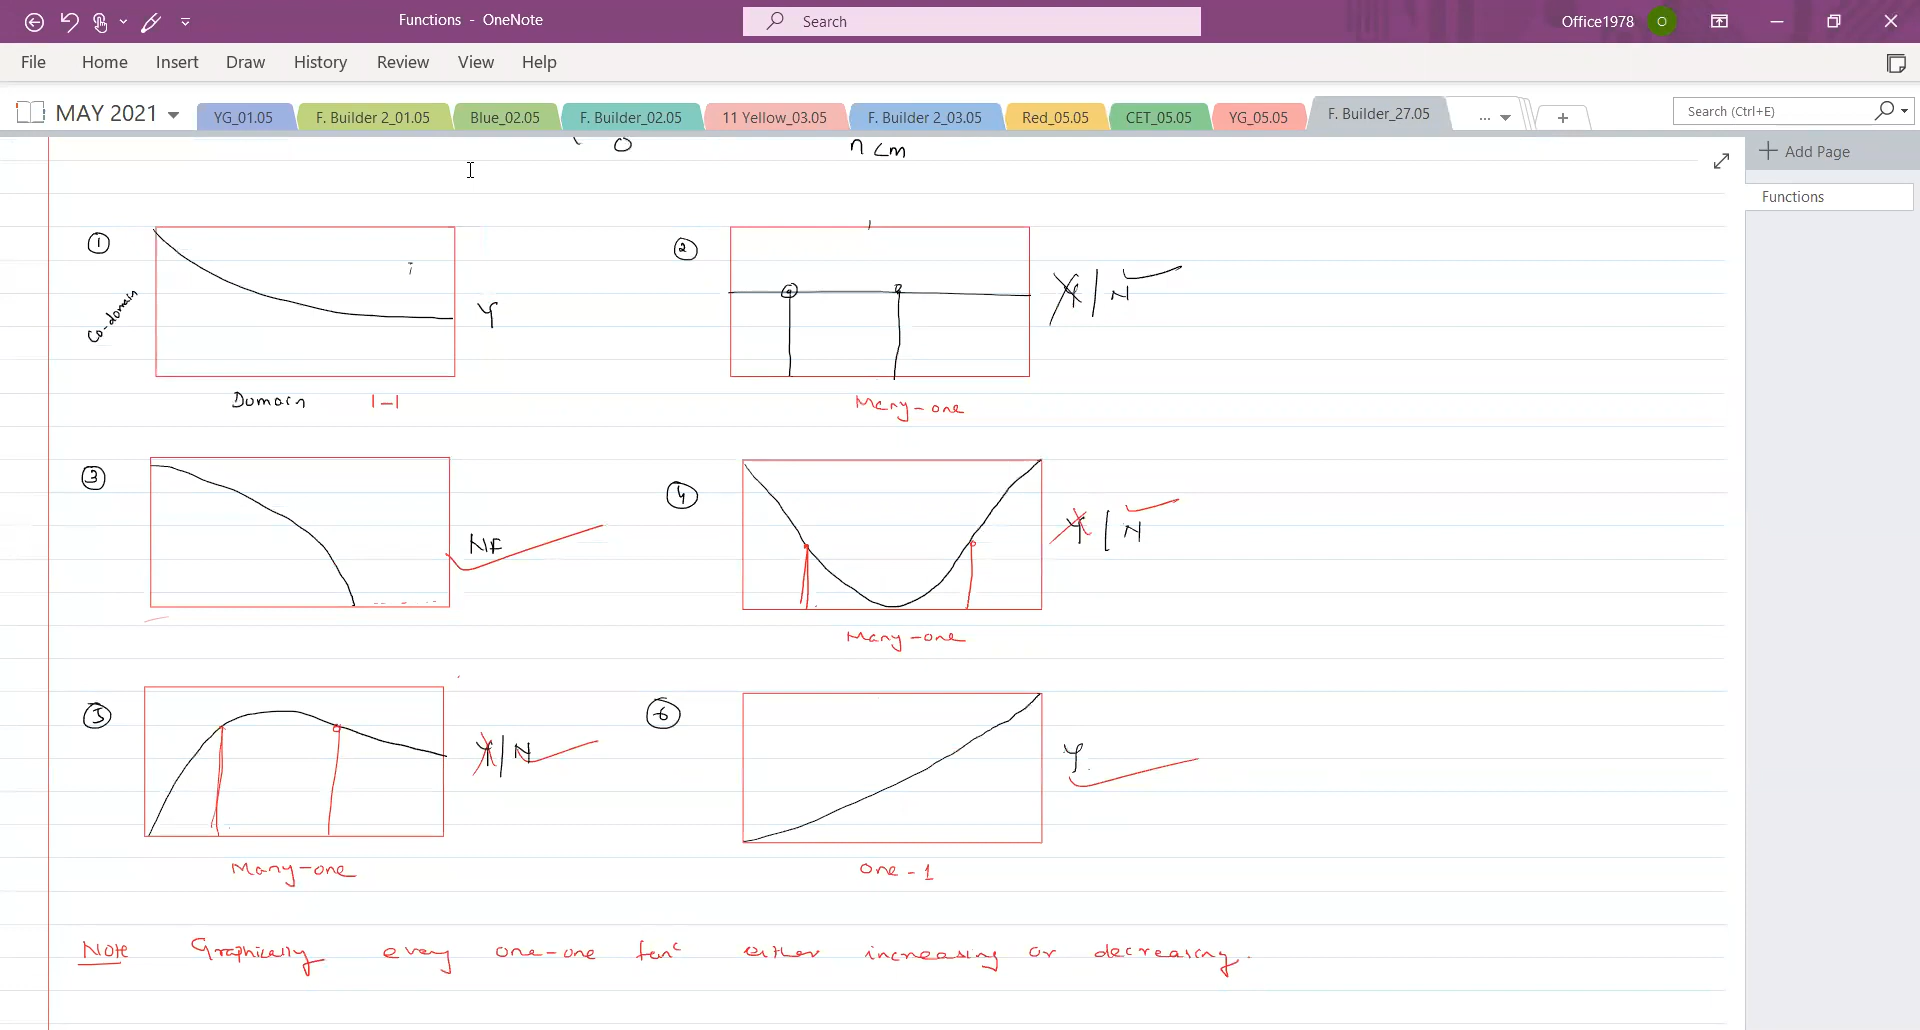 Functions - OneNote
Search
Office1978
O
File Home Insert Draw History Review View Help
MAY 2021
YG_01.05
F. Builder 2_01.05
Blue_02.05
F. Builder_02.05
11 Yellow_03.05
F. Builder 2_03.05
Red_05.05
CET_05.05
YG_05.05
F. Builder_27.05
...
Search (Ctrl+E)
Add Page
Functions
n<m
1
Co-domain
Y
Domain 1-1
2
Y | N
Many-one
3
NF
4
Y | N
Many-one
5
Y | N
Many-one
6
Y
One-1
Note Graphically every one-one func either increasing or decreasing.